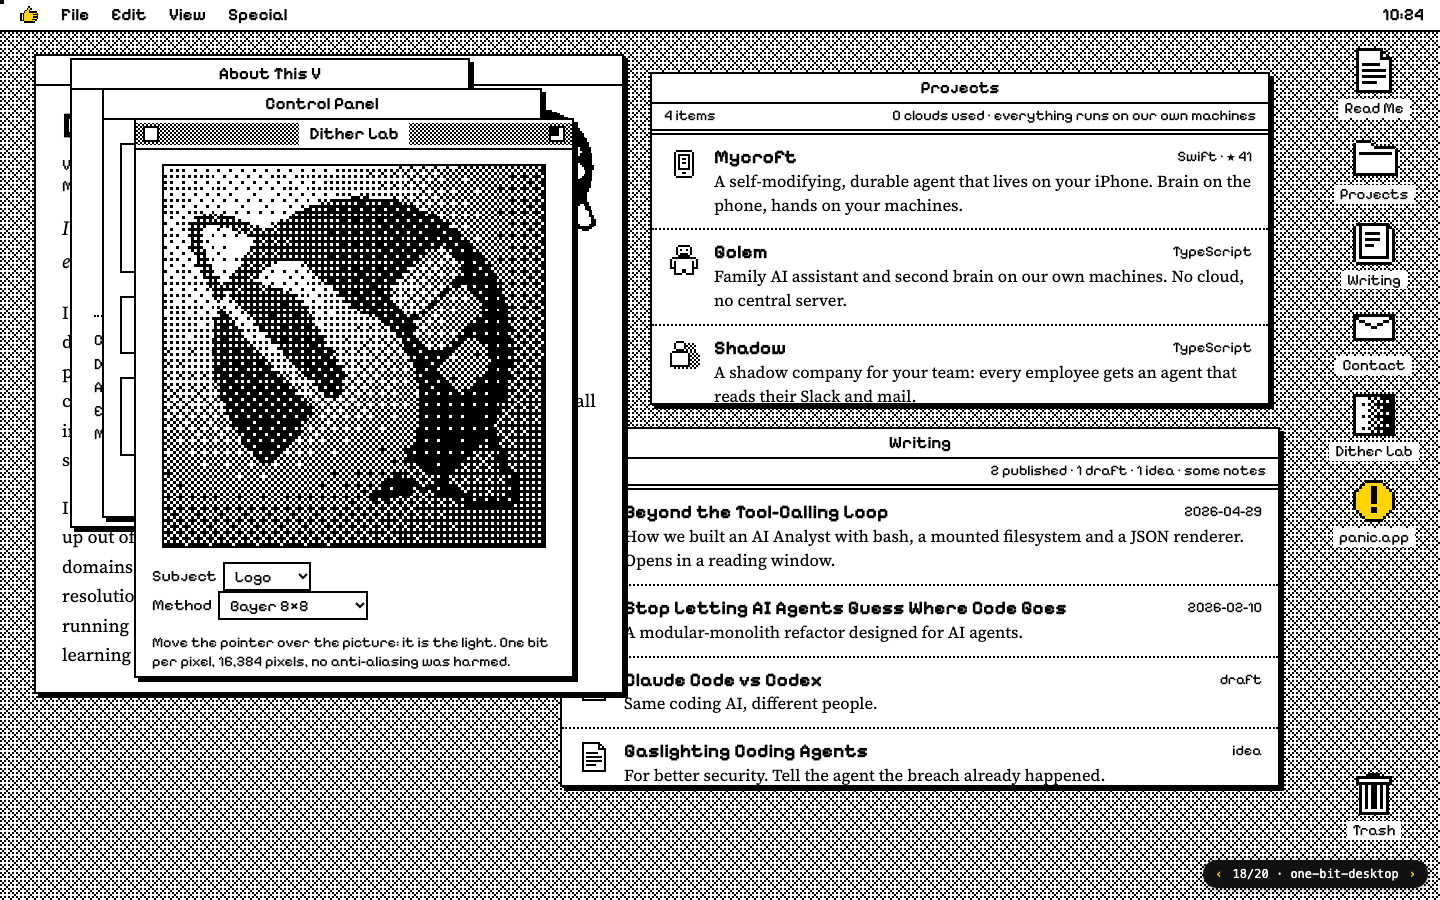 File Edit View Special
10:24
About This V
Control Panel
Dither Lab
Subject Logo
Method Bayer 8×8
Move the pointer over the picture: it is the light. One bit
per pixel, 16,384 pixels, no anti-aliasing was harmed.
all
up out of
domains
resolutio
running
learning
Projects
4 items
0 clouds used · everything runs on our own machines
Mycroft
Swift · ★ 41
A self-modifying, durable agent that lives on your iPhone. Brain on the
phone, hands on your machines.
Golem
TypeScript
Family AI assistant and second brain on our own machines. No cloud,
no central server.
Shadow
TypeScript
A shadow company for your team: every employee gets an agent that
reads their Slack and mail.
Writing
2 published · 1 draft · 1 idea · some notes
Beyond the Tool-Calling Loop
2026-04-29
How we built an AI Analyst with bash, a mounted filesystem and a JSON renderer.
Opens in a reading window.
Stop Letting AI Agents Guess Where Code Goes
2026-02-10
A modular-monolith refactor designed for AI agents.
Claude Code vs Codex
draft
Same coding AI, different people.
Gaslighting Coding Agents
idea
For better security. Tell the agent the breach already happened.
Read Me
Projects
Writing
Contact
Dither Lab
panic.app
Trash
‹ 18/20 · one-bit-desktop ›